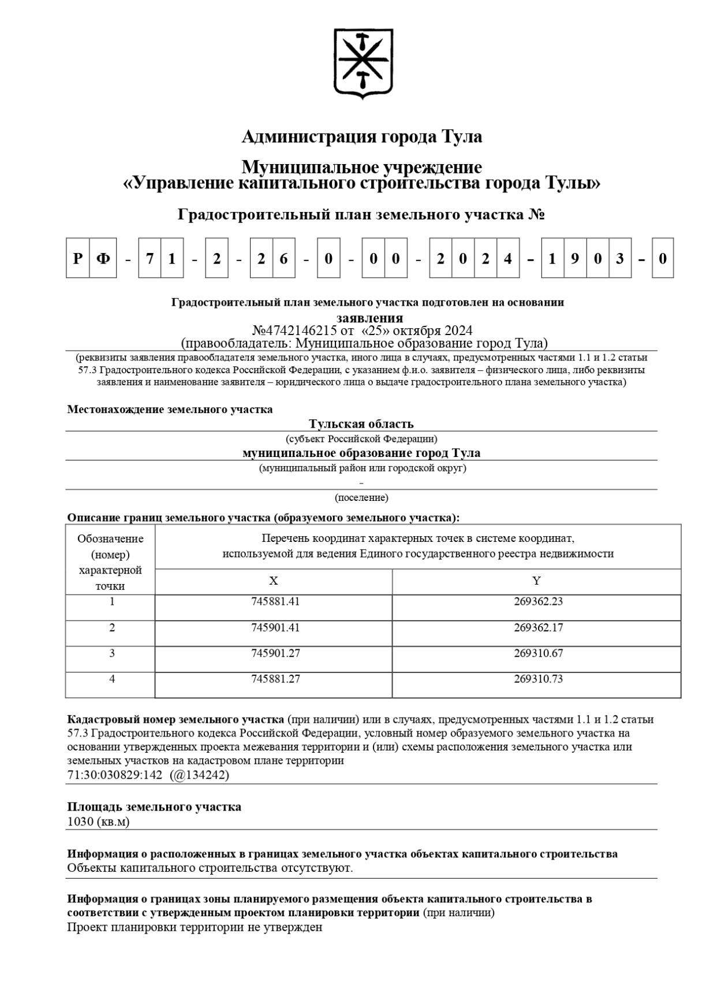 Администрация города Тула
Муниципальное учреждение
«Управление капитального строительства города Тулы»
Градостроительный план земельного участка №
Р Ф - 7 1 - 2 - 2 6 - 0 - 0 0 - 2 0 2 4 – 1 9 0 3 – 0
Градостроительный план земельного участка подготовлен на основании
заявления
№4742146215 от «25» октября 2024
(правообладатель: Муниципальное образование город Тула)
(реквизиты заявления правообладателя земельного участка, иного лица в случаях, предусмотренных частями 1.1 и 1.2 статьи
57.3 Градостроительного кодекса Российской Федерации, с указанием ф.и.о. заявителя – физического лица, либо реквизиты
заявления и наименование заявителя – юридического лица о выдаче градостроительного плана земельного участка)
Местонахождение земельного участка
Тульская область
(субъект Российской Федерации)
муниципальное образование город Тула
(муниципальный район или городской округ)
-
(поселение)
Описание границ земельного участка (образуемого земельного участка):
Обозначение
(номер)
характерной
точки
Перечень координат характерных точек в системе координат,
используемой для ведения Единого государственного реестра недвижимости
X Y
1 745881.41 269362.23
2 745901.41 269362.17
3 745901.27 269310.67
4 745881.27 269310.73
Кадастровый номер земельного участка (при наличии) или в случаях, предусмотренных частями 1.1 и 1.2 статьи
57.3 Градостроительного кодекса Российской Федерации, условный номер образуемого земельного участка на
основании утвержденных проекта межевания территории и (или) схемы расположения земельного участка или
земельных участков на кадастровом плане территории
71:30:030829:142 (@134242)
Площадь земельного участка
1030 (кв.м)
Информация о расположенных в границах земельного участка объектах капитального строительства
Объекты капитального строительства отсутствуют.
Информация о границах зоны планируемого размещения объекта капитального строительства в
соответствии с утвержденным проектом планировки территории (при наличии)
Проект планировки территории не утвержден